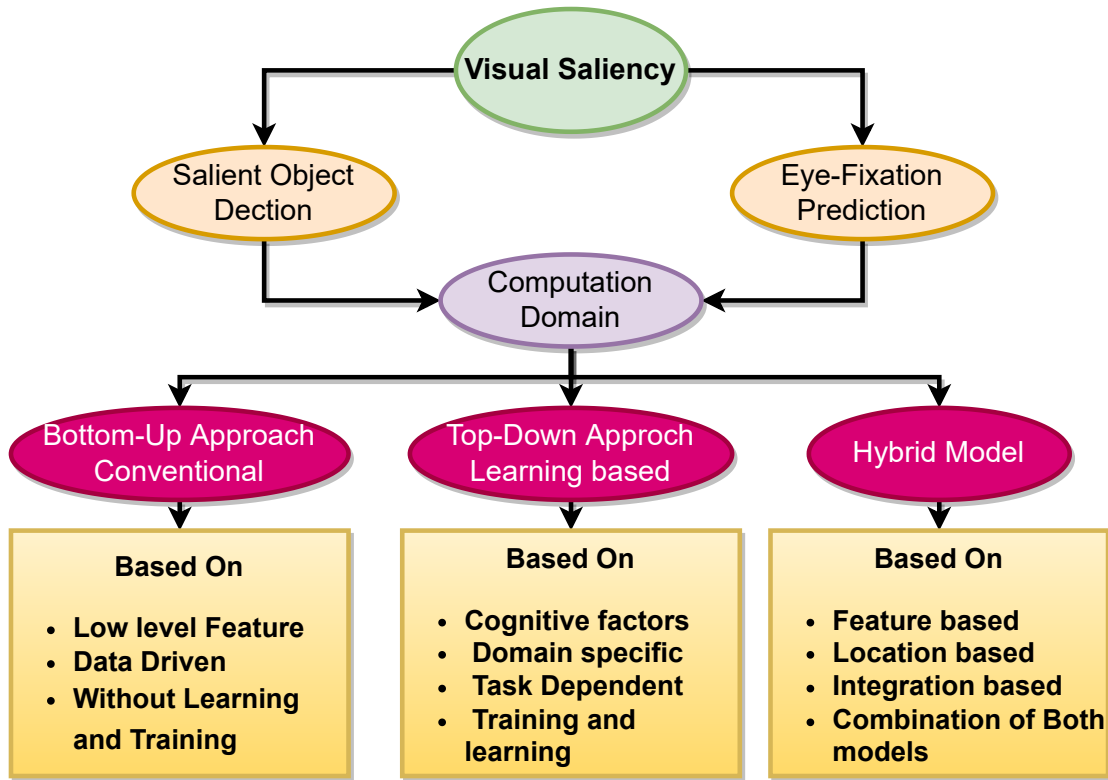 Visual Saliency
Salient Object
Dection
Eye-Fixation
Prediction
Computation
Domain
Bottom-Up Approach
Conventional
Top-Down Approch
Learning based
Hybrid Model
Based On
• Low level Feature
• Data Driven
• Without Learning
and Training
Based On
• Cognitive factors
• Domain specific
• Task Dependent
• Training and
learning
Based On
• Feature based
• Location based
• Integration based
• Combination of Both
models